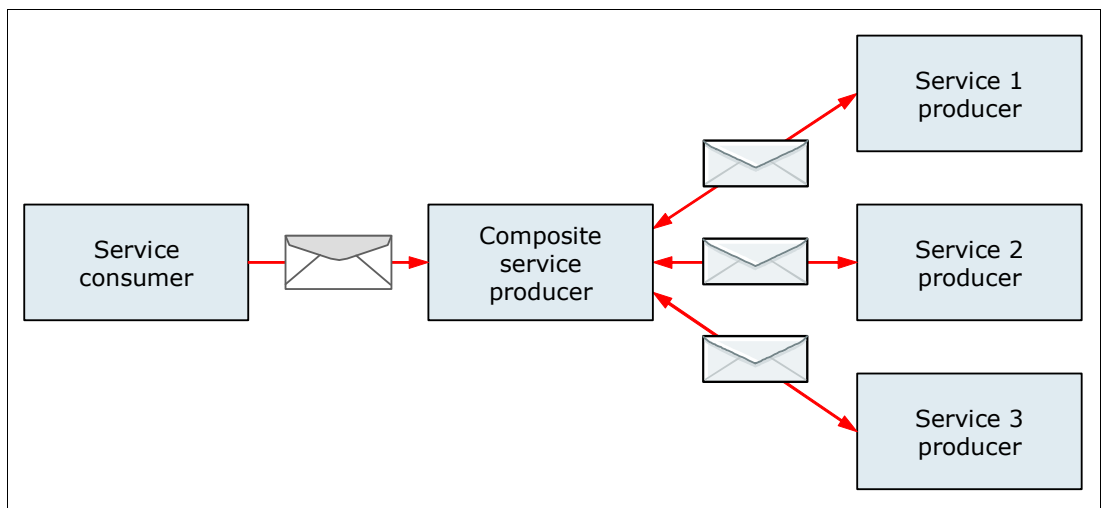 Service
consumer
Composite
service
producer
Service 1
producer
Service 2
producer
Service 3
producer